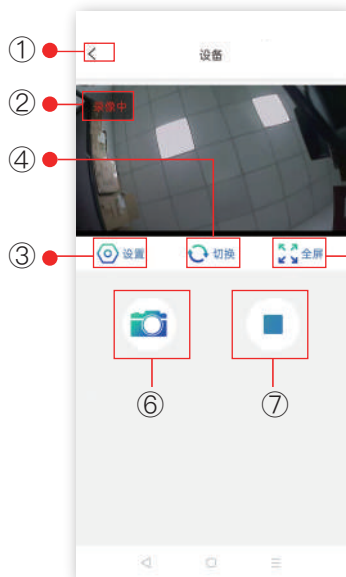 ① 设备
② 录像中
④
③ 设置 切换 全屏
⑥ ⑦